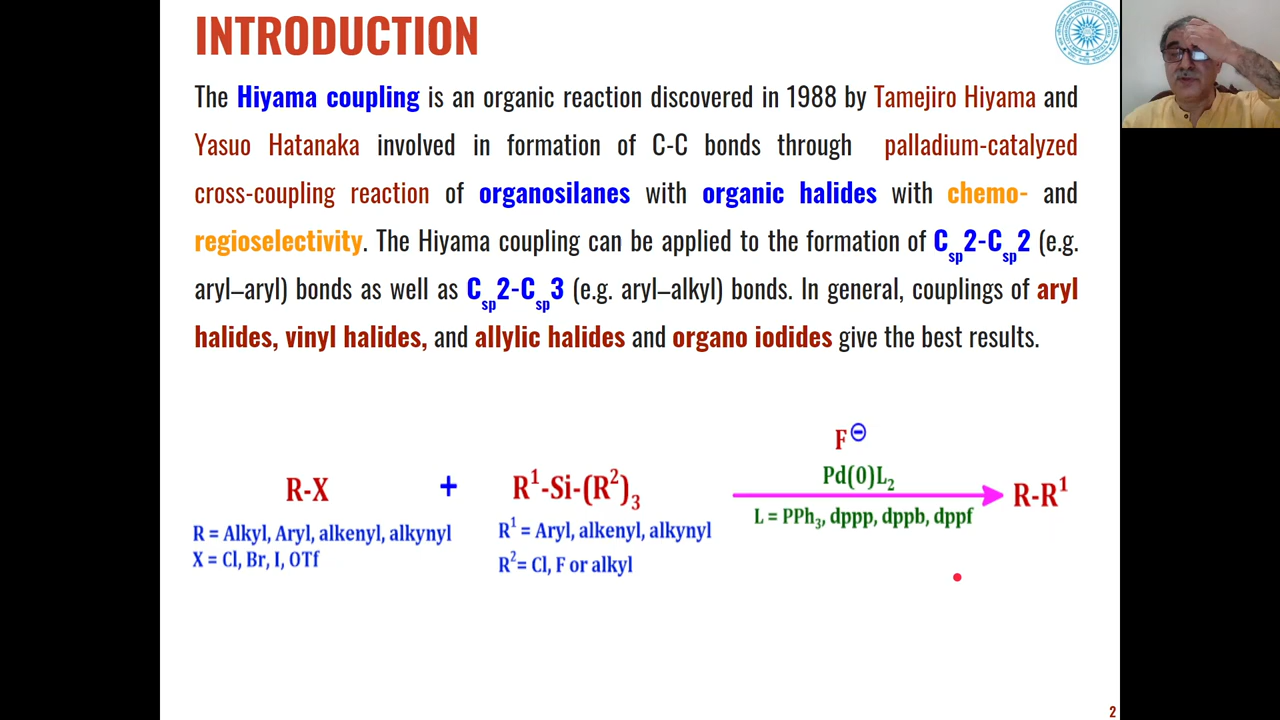 INTRODUCTION
The Hiyama coupling is an organic reaction discovered in 1988 by Tamejiro Hiyama and
Yasuo Hatanaka involved in formation of C-C bonds through palladium-catalyzed
cross-coupling reaction of organosilanes with organic halides with chemo- and
regioselectivity. The Hiyama coupling can be applied to the formation of Csp2-Csp2 (e.g.
aryl–aryl) bonds as well as Csp2-Csp3 (e.g. aryl–alkyl) bonds. In general, couplings of aryl
halides, vinyl halides, and allylic halides and organo iodides give the best results.
F⊖
Pd(0)L₂
R-X + R¹-Si-(R²)₃ R-R¹
L = PPh₃, dppp, dppb, dppf
R = Alkyl, Aryl, alkenyl, alkynyl
X = Cl, Br, I, OTf
R¹ = Aryl, alkenyl, alkynyl
R²= Cl, F or alkyl
2